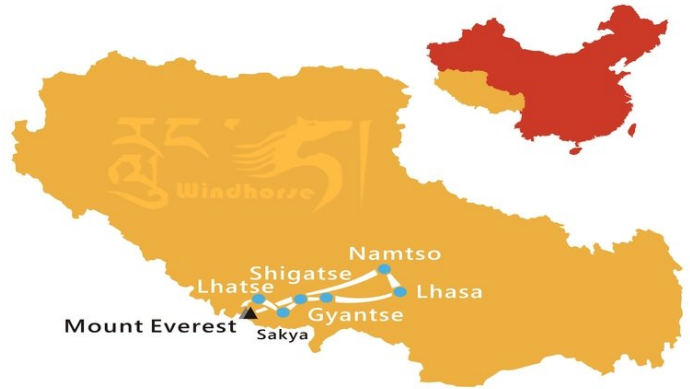 རླུང་རྟ།
Windhorse
Namtso
Shigatse
Lhatse
Lhasa
Gyantse
Mount Everest
Sakya